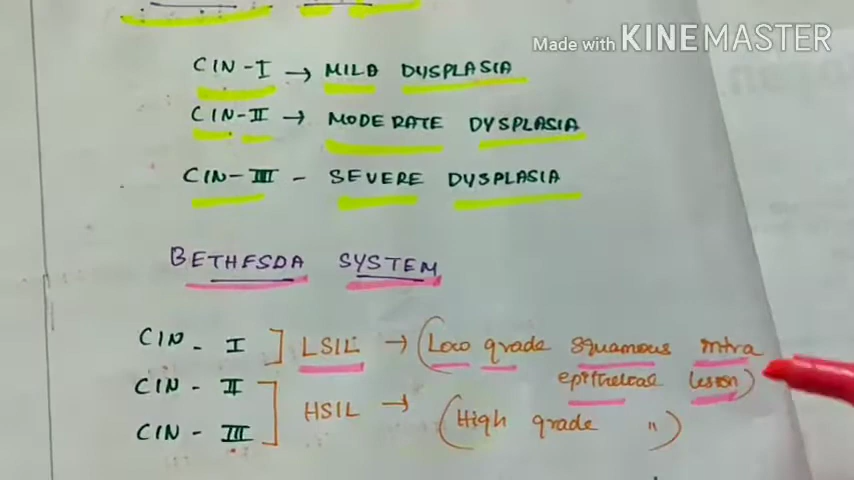 Made with KINEMASTER
CIN - I → MILD DYSPLASIA
CIN - II → MODERATE DYSPLASIA
CIN - III - SEVERE DYSPLASIA
BETHESDA SYSTEM
CIN - I ] LSIL → (Low grade squamous intra
epithelial lesion)
CIN - II
HSIL → (High grade ")
CIN - III